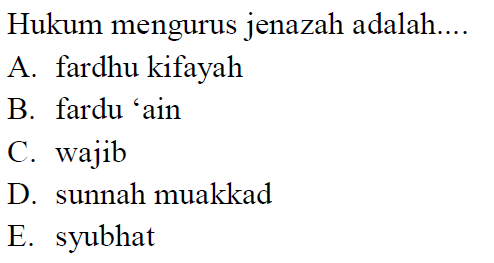 Hukum mengurus jenazah adalah....
A. fardhu kifayah
B. fardu ‘ain
C. wajib
D. sunnah muakkad
E. syubhat